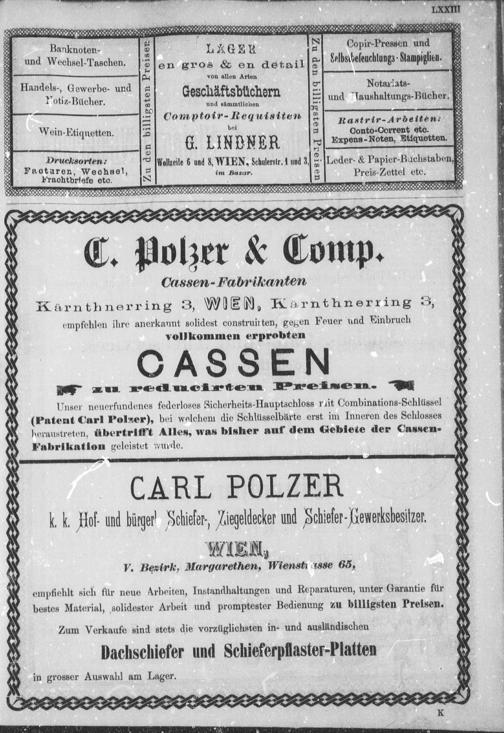 LXXIII
Banknoten-
und Wechsel-Taschen.
Handels-, Gewerbe- und
Notiz-Bücher.
Wein-Etiquetten.
Drucksorten:
Facturen, Wechsel,
Frachtbriefe etc.
Zu den billigsten Preisen
LAGER
en gros & en detail
von allen Arten
Geschäftsbüchern
und sämmtlichen
Comptoir-Requisiten
bei
G. LINDNER
Wollzeile 6 und 8, WIEN, Schulerstr. 1 und 3,
im Bazar.
Zu den billigsten Preisen
Copir-Pressen und
Selbstbefeuchtungs-Stampiglien.
Notariats-
und Haushaltungs-Bücher.
Rastrir-Arbeiten:
Conto-Corrent etc.
Expens-Noten, Etiquetten.
Leder- & Papier-Buchstaben,
Preis-Zettel etc.
C. Polzer & Comp.
Cassen-Fabrikanten
Kärnthnerring 3, WIEN, Kärnthnerring 3,
empfehlen ihre anerkannt solidest construirten, gegen Feuer und Einbruch
vollkommen erprobten
CASSEN
zu reducirten Preisen.
Unser neuerfundenes federloses Sicherheits-Hauptschloss mit Combinations-Schlüssel
(Patent Carl Polzer), bei welchem die Schlüsselbärte erst im Inneren des Schlosses
heraustreten, übertrifft Alles, was bisher auf dem Gebiete der Cassen-
Fabrikation geleistet wurde.
CARL POLZER
k. k. Hof- und bürgerl Schiefer-, Ziegeldecker und Schiefer-Gewerksbesitzer.
WIEN,
V. Bezirk, Margarethen, Wienstrasse 65,
empfiehlt sich für neue Arbeiten, Instandhaltungen und Reparaturen, unter Garantie für
bestes Material, solidester Arbeit und promptester Bedienung zu billigsten Preisen.
Zum Verkaufe sind stets die vorzüglichsten in- und ausländischen
Dachschiefer und Schieferpflaster-Platten
in grosser Auswahl am Lager.
K